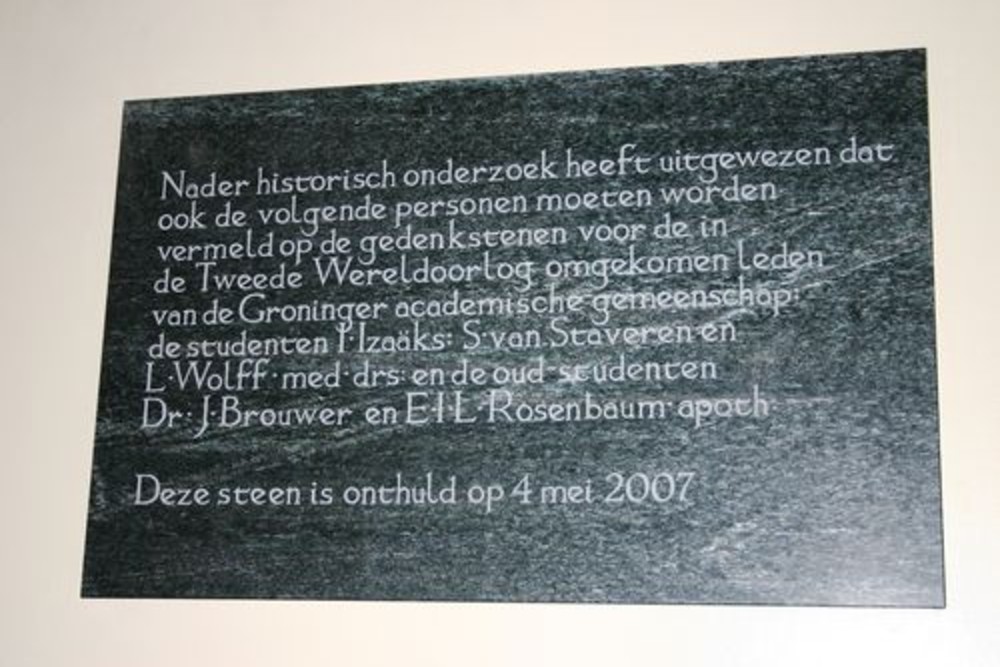 Nader historisch onderzoek heeft uitgewezen dat
ook de volgende personen moeten worden
vermeld op de gedenkstenen voor de in
de Tweede Wereldoorlog omgekomen leden
van de Groninger academische gemeenschap:
de studenten I·Izaäks: S·van Staveren en
L·Wolff·med·drs: en de oud-studenten
Dr·J·Brouwer en E·I·L·Rosenbaum·apoth·
Deze steen is onthuld op 4 mei 2007